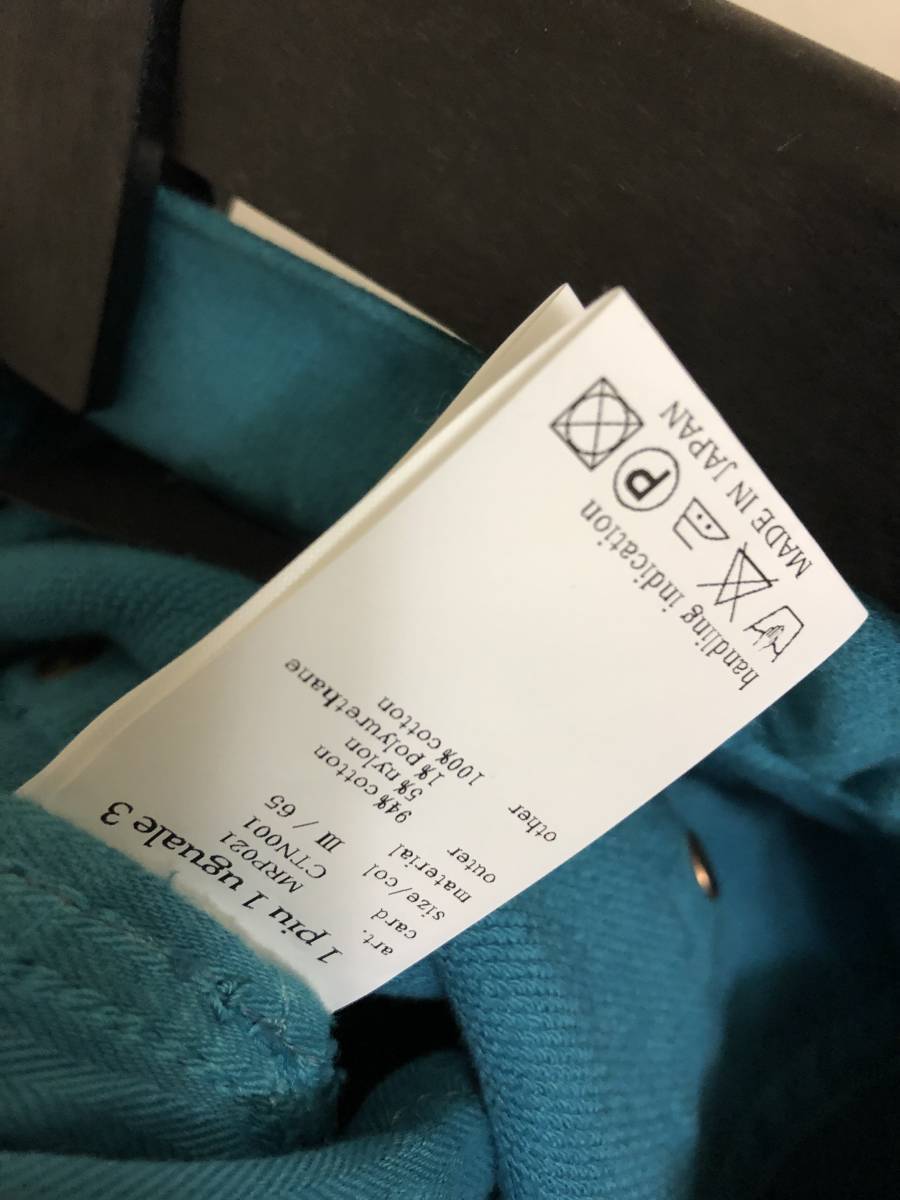 1 piu 1 uguale 3
art. MRP021
card CTN001
size/col III / 65
material
outer 94% cotton
5% nylon
1% polyurethane
other 100% cotton
handling indication
P
MADE IN JAPAN